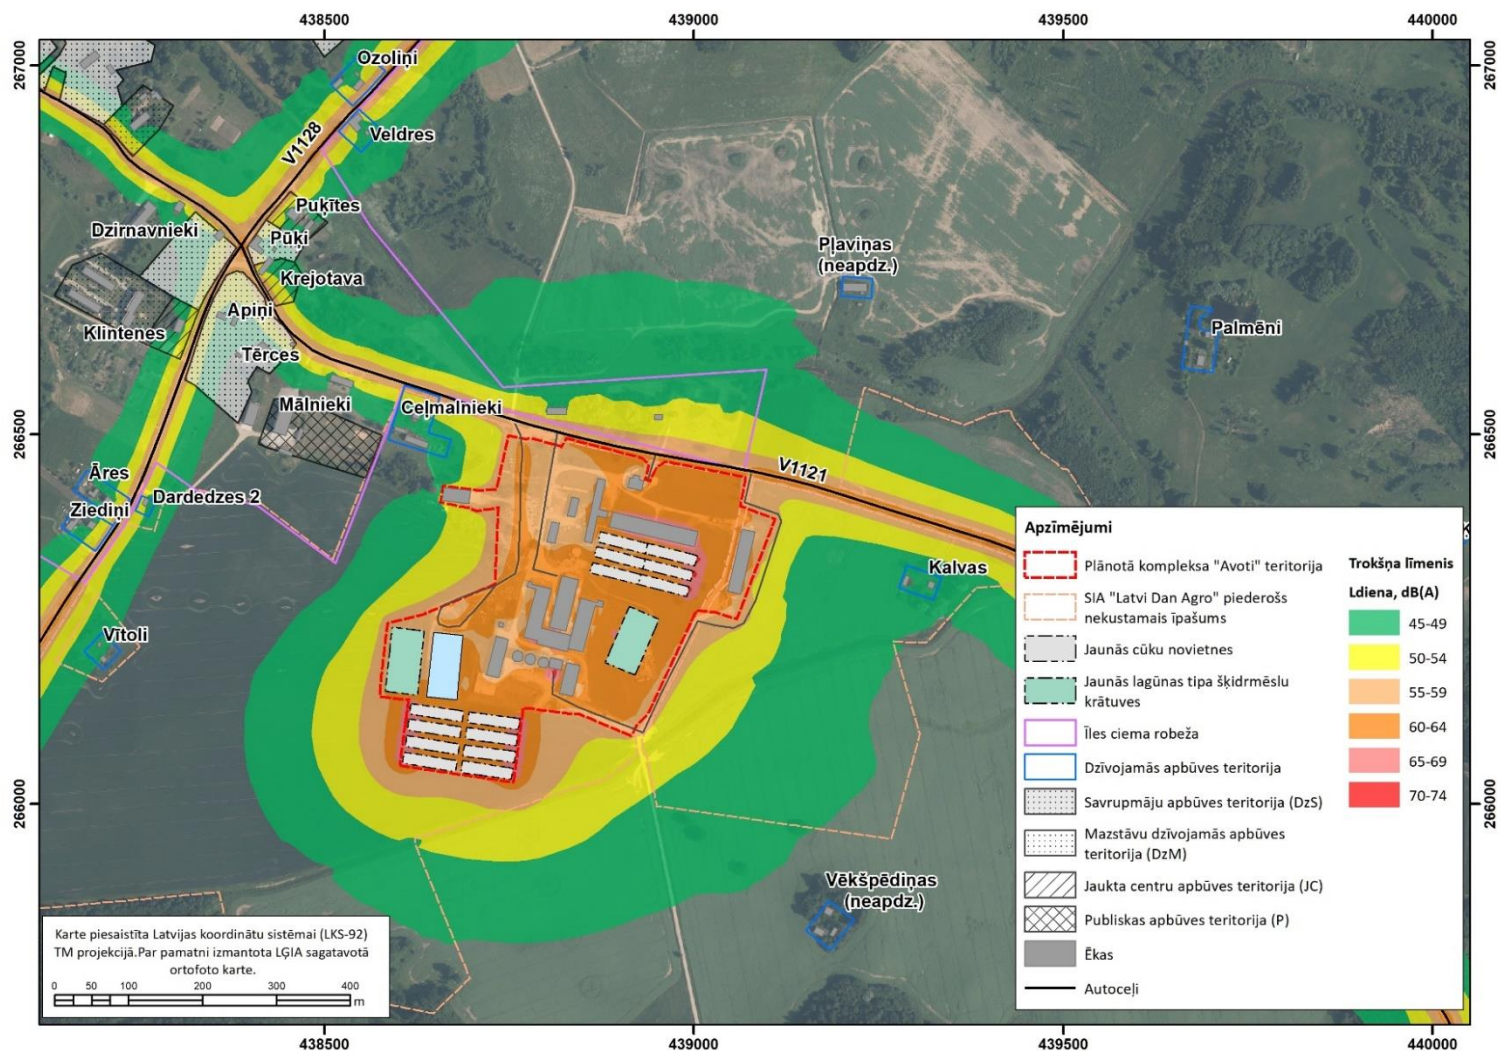 438500
439000
439500
440000
267000
267000
Ozoliņi
V1128
Veldres
Puķītes
Dzirnavnieki
Pūķi
Pļaviņas
(neapdz.)
Krejotava
Apiņi
Klintenes
Palmēni
Tērces
Mālnieki
Ceļmalnieki
266500
266500
V1121
Āres
Dardedzes 2
Ziediņi
Kalvas
Vītoli
266000
266000
Vēkšpēdiņas
(neapdz.)
Apzīmējumi
Plānotā kompleksa "Avoti" teritorija
SIA "Latvi Dan Agro" piederošs
nekustamais īpašums
Jaunās cūku novietnes
Jaunās lagūnas tipa šķidrmēslu
krātuves
Īles ciema robeža
Dzīvojamās apbūves teritorija
Savrupmāju apbūves teritorija (DzS)
Mazstāvu dzīvojamās apbūves
teritorija (DzM)
Jaukta centru apbūves teritorija (JC)
Publiskas apbūves teritorija (P)
Ēkas
Autoceļi
Trokšņa līmenis
Ldiena, dB(A)
45-49
50-54
55-59
60-64
65-69
70-74
Karte piesaistīta Latvijas koordinātu sistēmai (LKS-92)
TM projekcijā.Par pamatni izmantota LĢIA sagatavotā
ortofoto karte.
0 50 100 200 300 400
m
438500
439000
439500
440000